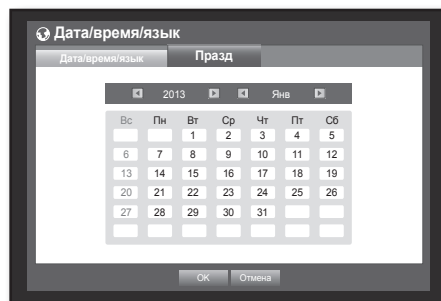 Дата/время/язык
Дата/время/язык Празд
2013 Янв
Вс Пн Вт Ср Чт Пт Сб
1 2 3 4 5
6 7 8 9 10 11 12
13 14 15 16 17 18 19
20 21 22 23 24 25 26
27 28 29 30 31
OK Отмена